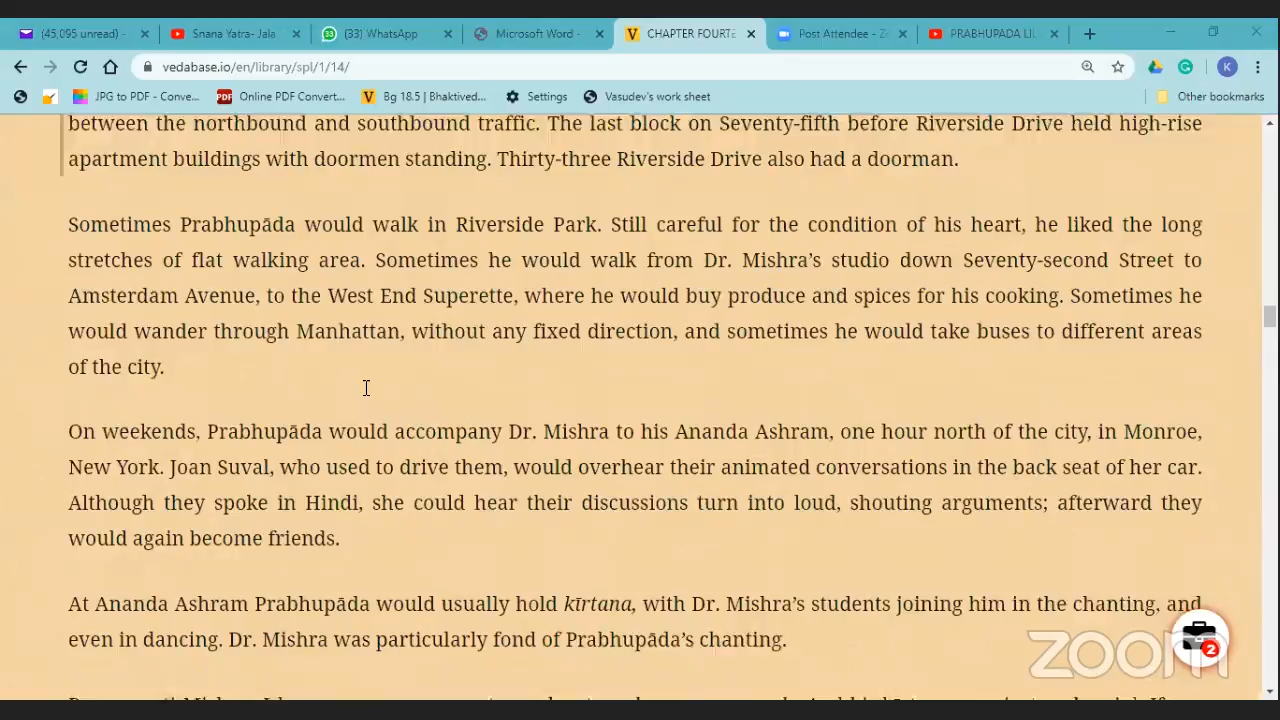 (45,095 unread) -
Snana Yatra- Jala
(33) WhatsApp
Microsoft Word -
CHAPTER FOURTE
Post Attendee - Z
PRABHUPADA LI
vedabase.io/en/library/spl/1/14/
K
JPG to PDF - Conve...
Online PDF Convert...
Bg 18.5 | Bhaktived...
Settings
Vasudev's work sheet
Other bookmarks
between the northbound and southbound traffic. The last block on Seventy-fifth before Riverside Drive held high-rise
apartment buildings with doormen standing. Thirty-three Riverside Drive also had a doorman.
Sometimes Prabhupāda would walk in Riverside Park. Still careful for the condition of his heart, he liked the long
stretches of flat walking area. Sometimes he would walk from Dr. Mishra’s studio down Seventy-second Street to
Amsterdam Avenue, to the West End Superette, where he would buy produce and spices for his cooking. Sometimes he
would wander through Manhattan, without any fixed direction, and sometimes he would take buses to different areas
of the city.
On weekends, Prabhupāda would accompany Dr. Mishra to his Ananda Ashram, one hour north of the city, in Monroe,
New York. Joan Suval, who used to drive them, would overhear their animated conversations in the back seat of her car.
Although they spoke in Hindi, she could hear their discussions turn into loud, shouting arguments; afterward they
would again become friends.
At Ananda Ashram Prabhupāda would usually hold kīrtana, with Dr. Mishra’s students joining him in the chanting, and
even in dancing. Dr. Mishra was particularly fond of Prabhupāda’s chanting.
zoom
2